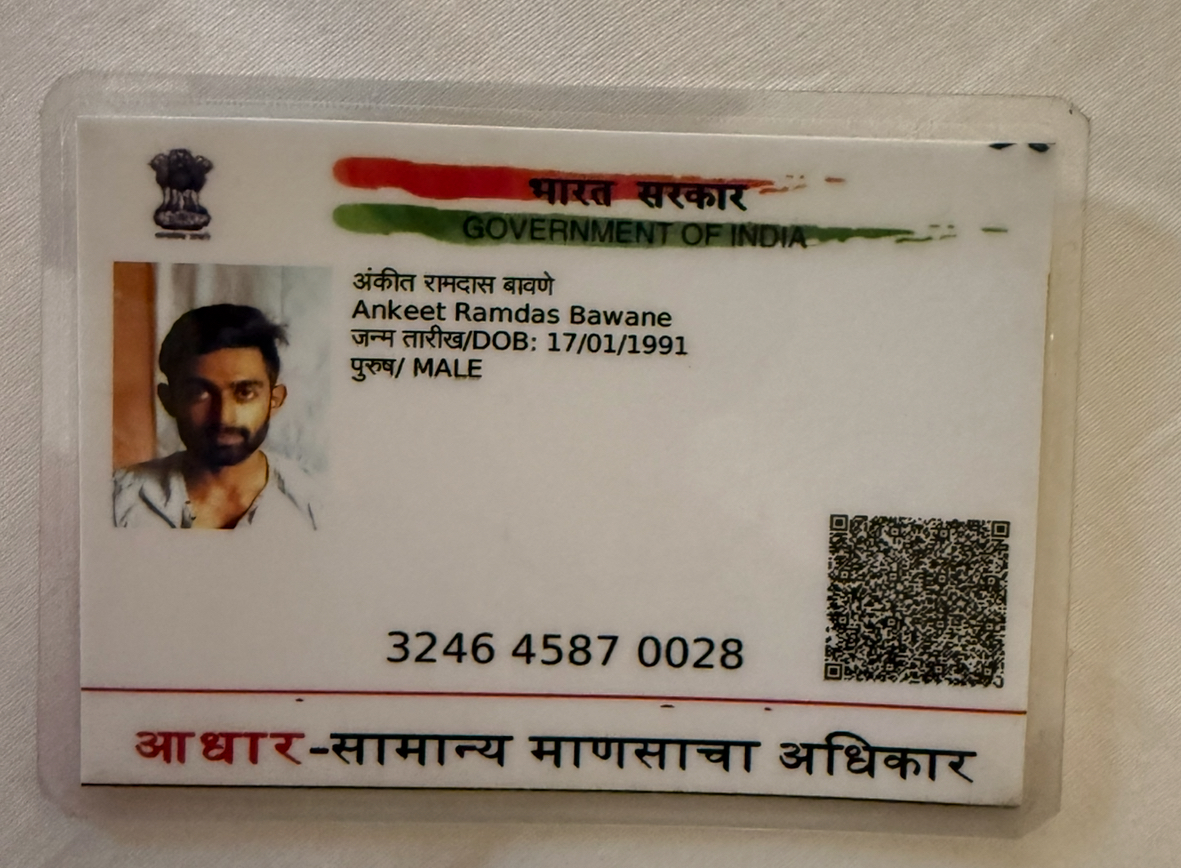 भारत सरकार
GOVERNMENT OF INDIA
अंकीत रामदास बावणे
Ankeet Ramdas Bawane
जन्म तारीख/DOB: 17/01/1991
पुरुष/ MALE
3246 4587 0028
आधार-सामान्य माणसाचा अधिकार